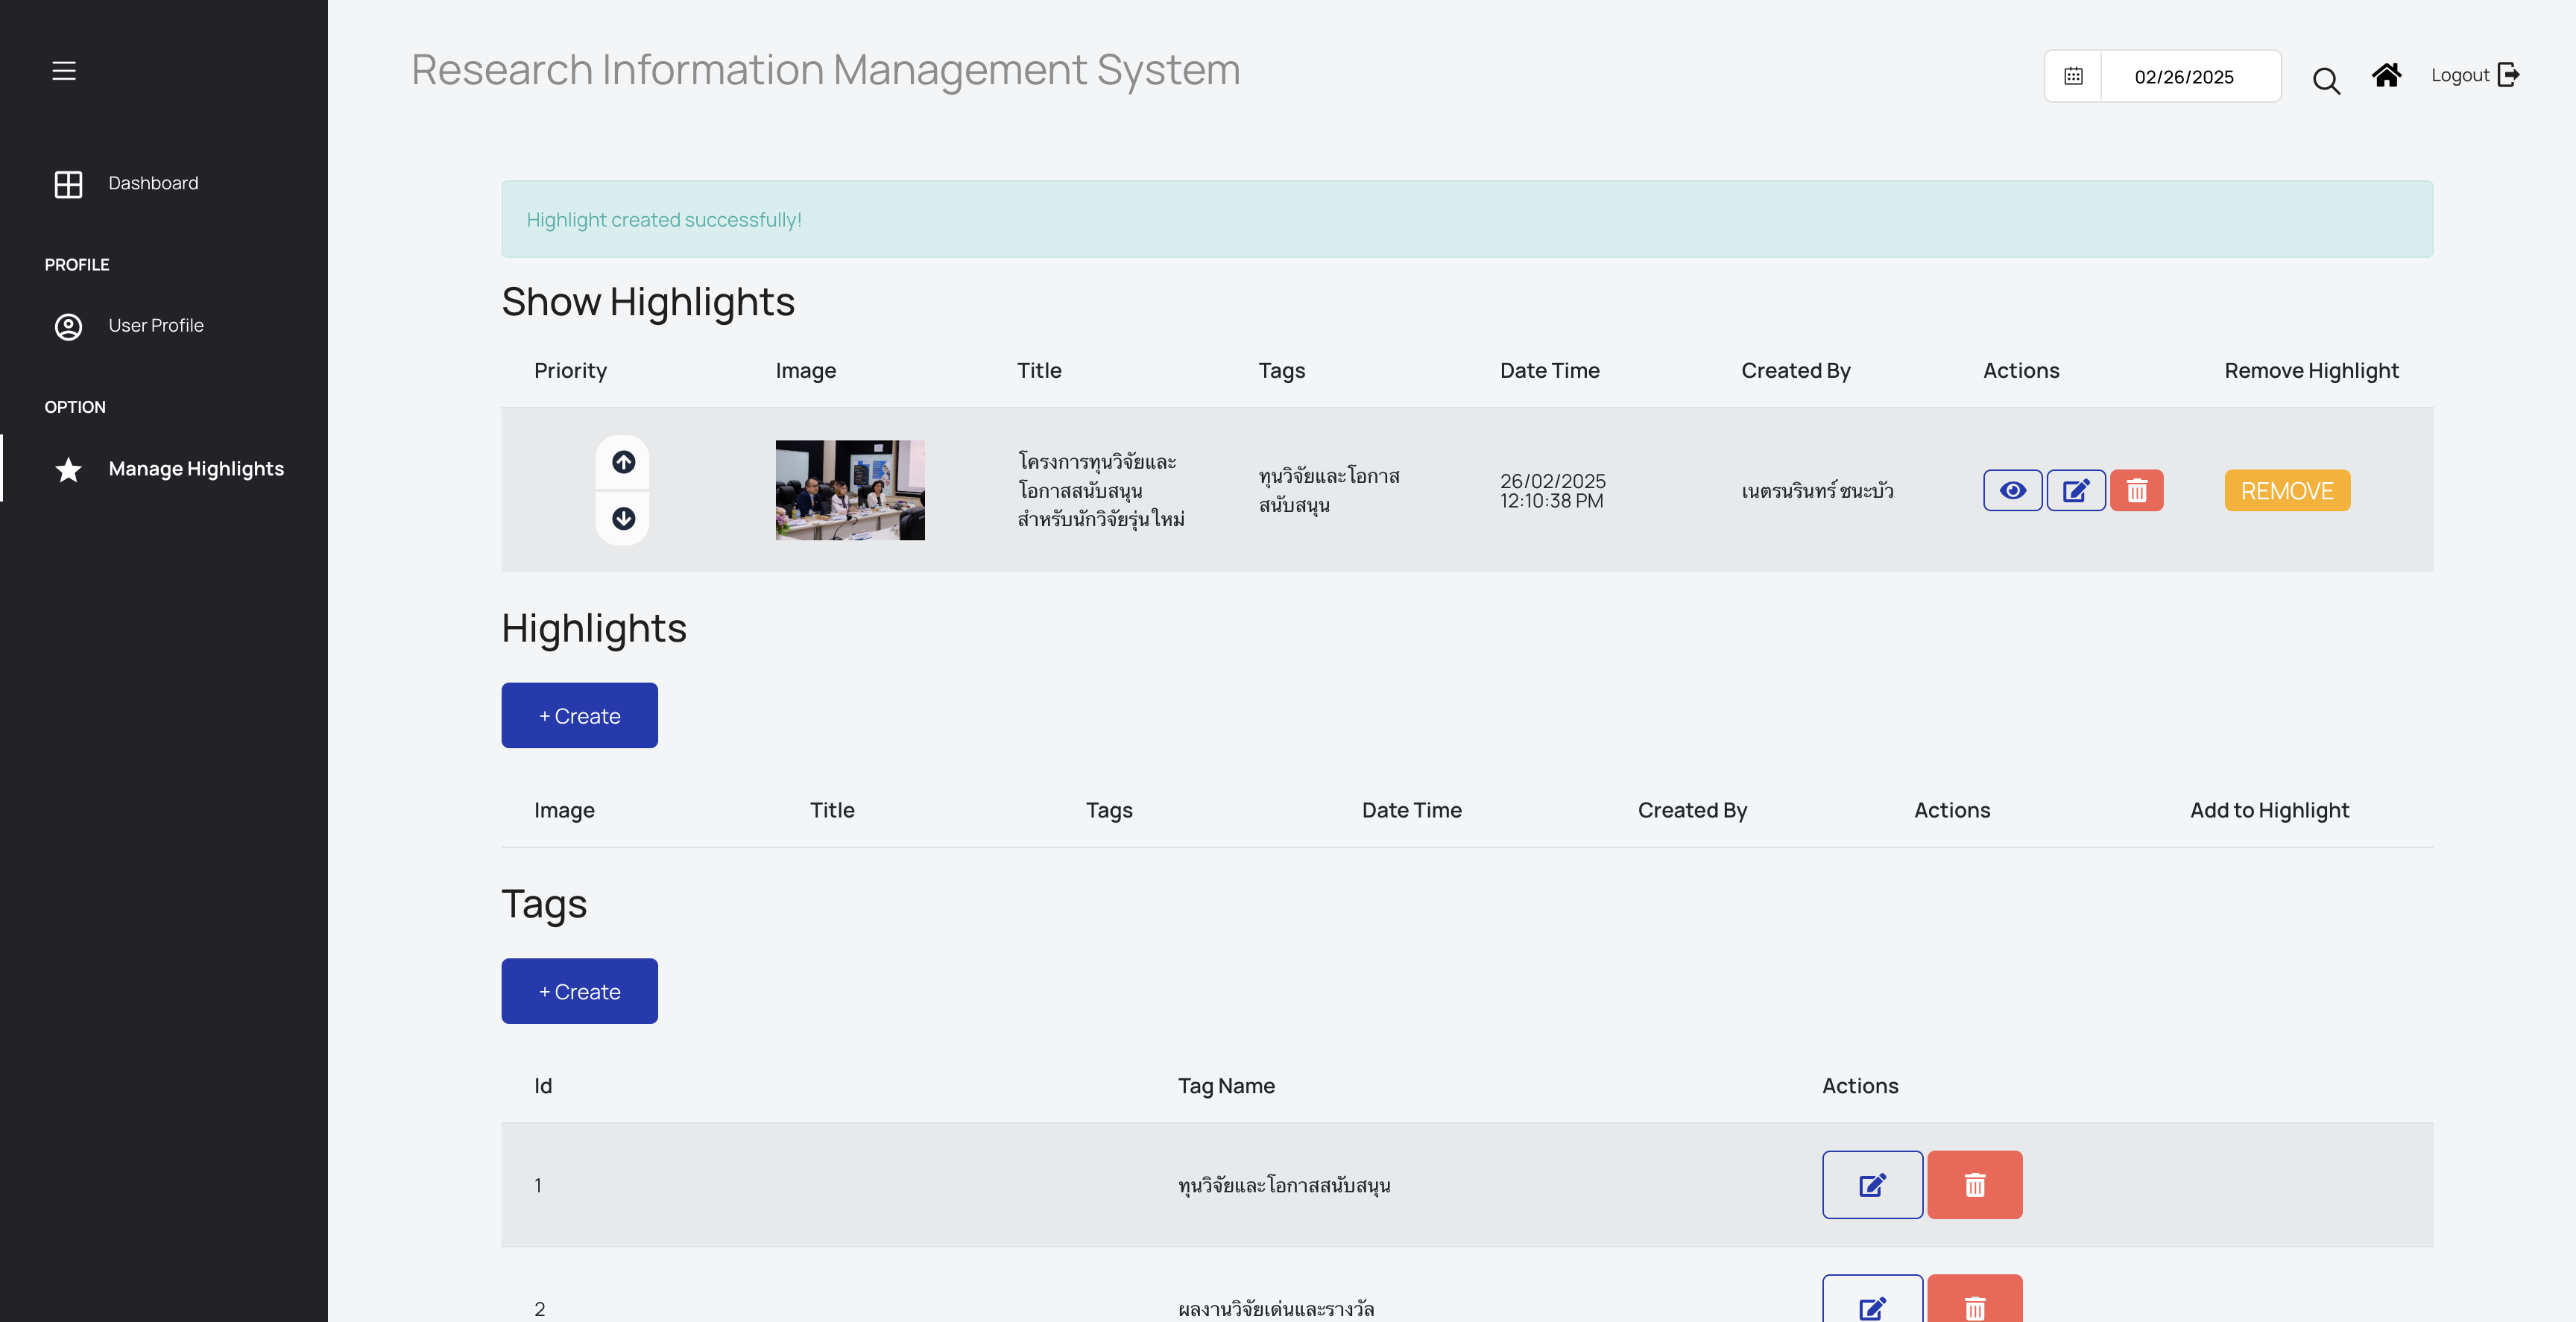 Research Information Management System
02/26/2025
Logout
Dashboard
PROFILE
User Profile
OPTION
Manage Highlights
Highlight created successfully!
Show Highlights
Priority Image Title Tags Date Time Created By Actions Remove Highlight
โครงการทุนวิจัยและ
โอกาสสนับสนุน
สำหรับนักวิจัยรุ่นใหม่
ทุนวิจัยและโอกาส
สนับสนุน
26/02/2025
12:10:38 PM
เนตรนรินทร์ ชนะบัว
REMOVE
Highlights
+ Create
Image Title Tags Date Time Created By Actions Add to Highlight
Tags
+ Create
Id Tag Name Actions
1 ทุนวิจัยและโอกาสสนับสนุน
2 ผลงานวิจัยเด่นและรางวัล